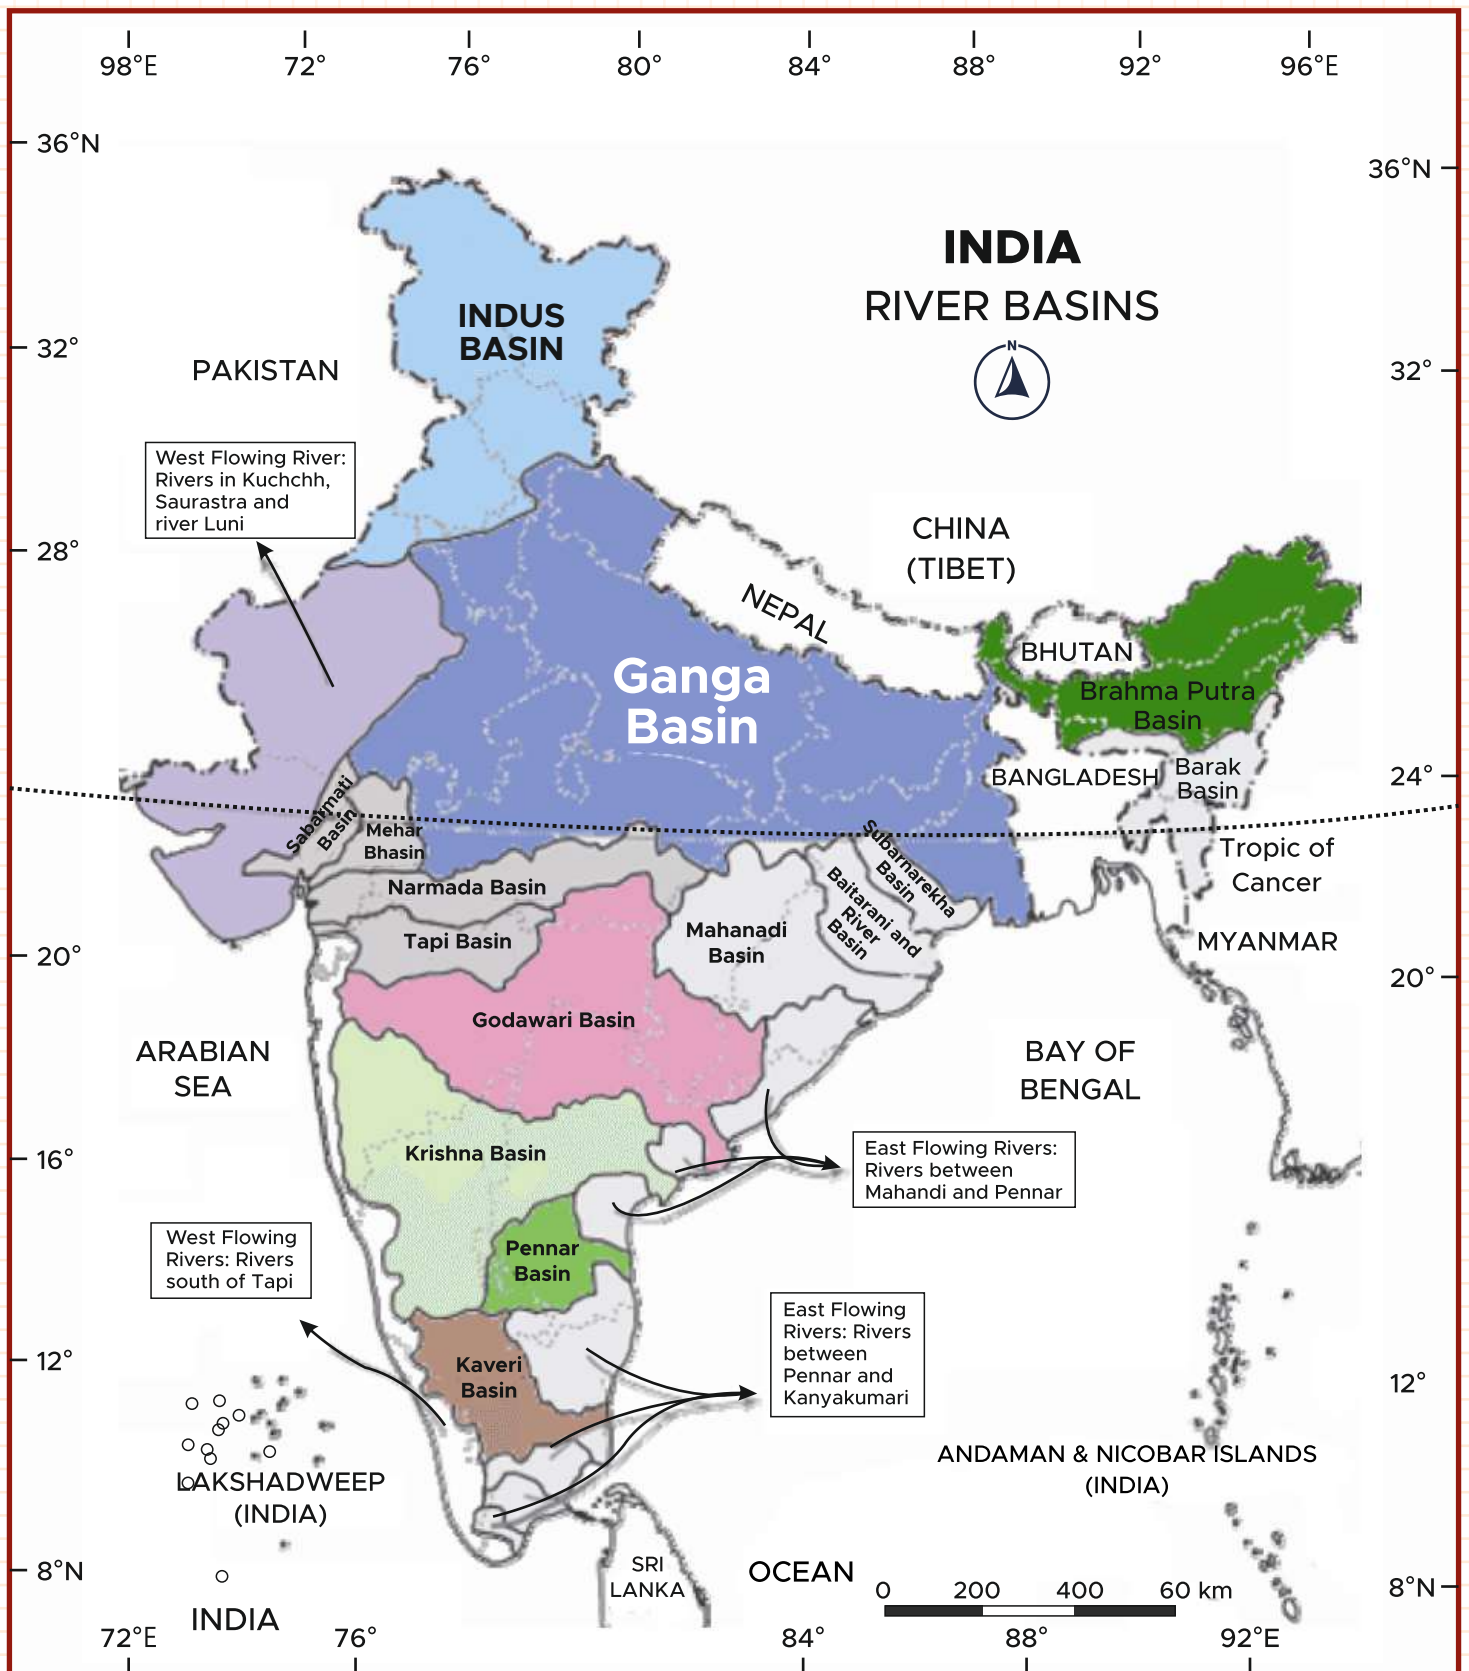 98°E 72° 76° 80° 84° 88° 92° 96°E
36°N
36°N
INDIA
RIVER BASINS
N
INDUS
BASIN
32°
32°
PAKISTAN
West Flowing River:
Rivers in Kuchchh,
Saurastra and
river Luni
CHINA
(TIBET)
28°
NEPAL
BHUTAN
Ganga
Basin
Brahma Putra
Basin
BANGLADESH
Barak
Basin
24°
Sabarmati
Basin
Mehar
Bhasin
Subarnarekha
Basin
Tropic of
Cancer
Narmada Basin
Baitarani and
River
Basin
Tapi Basin
Mahanadi
Basin
MYANMAR
20°
20°
Godawari Basin
ARABIAN
SEA
BAY OF
BENGAL
Krishna Basin
16°
East Flowing Rivers:
Rivers between
Mahandi and Pennar
West Flowing
Rivers: Rivers
south of Tapi
Pennar
Basin
East Flowing
Rivers: Rivers
between
Pennar and
Kanyakumari
12°
12°
Kaveri
Basin
ANDAMAN & NICOBAR ISLANDS
(INDIA)
LAKSHADWEEP
(INDIA)
8°N
8°N
SRI
LANKA
OCEAN
0 200 400 60 km
INDIA
72°E 76° 84° 88° 92°E